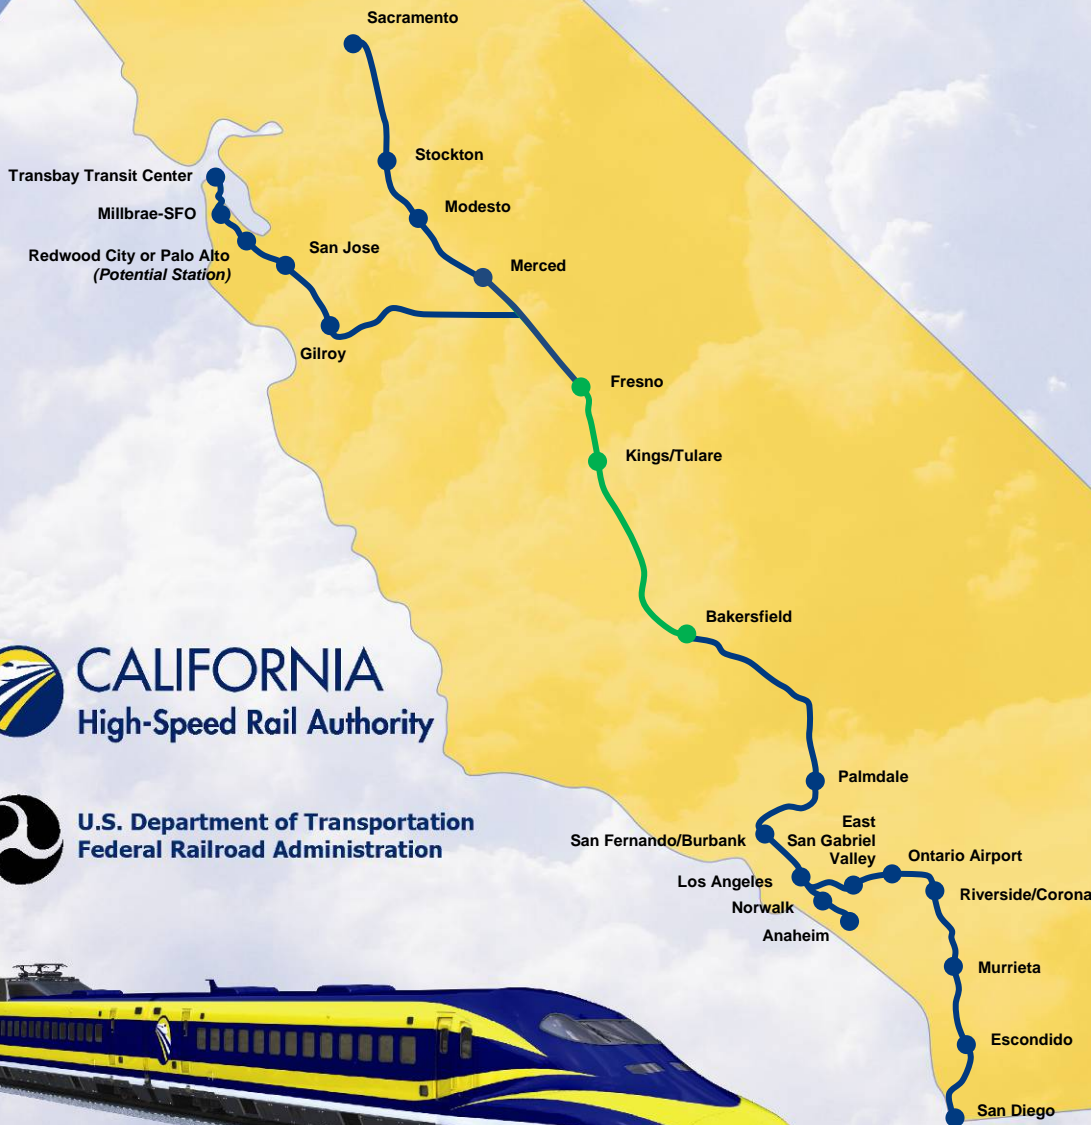 Sacramento
Stockton
Transbay Transit Center
Modesto
Millbrae-SFO
San Jose
Redwood City or Palo Alto
(Potential Station)
Merced
Gilroy
Fresno
Kings/Tulare
Bakersfield
CALIFORNIA
High-Speed Rail Authority
Palmdale
U.S. Department of Transportation
Federal Railroad Administration
San Fernando/Burbank
East
San Gabriel
Valley
Ontario Airport
Los Angeles
Riverside/Corona
Norwalk
Anaheim
Murrieta
Escondido
San Diego